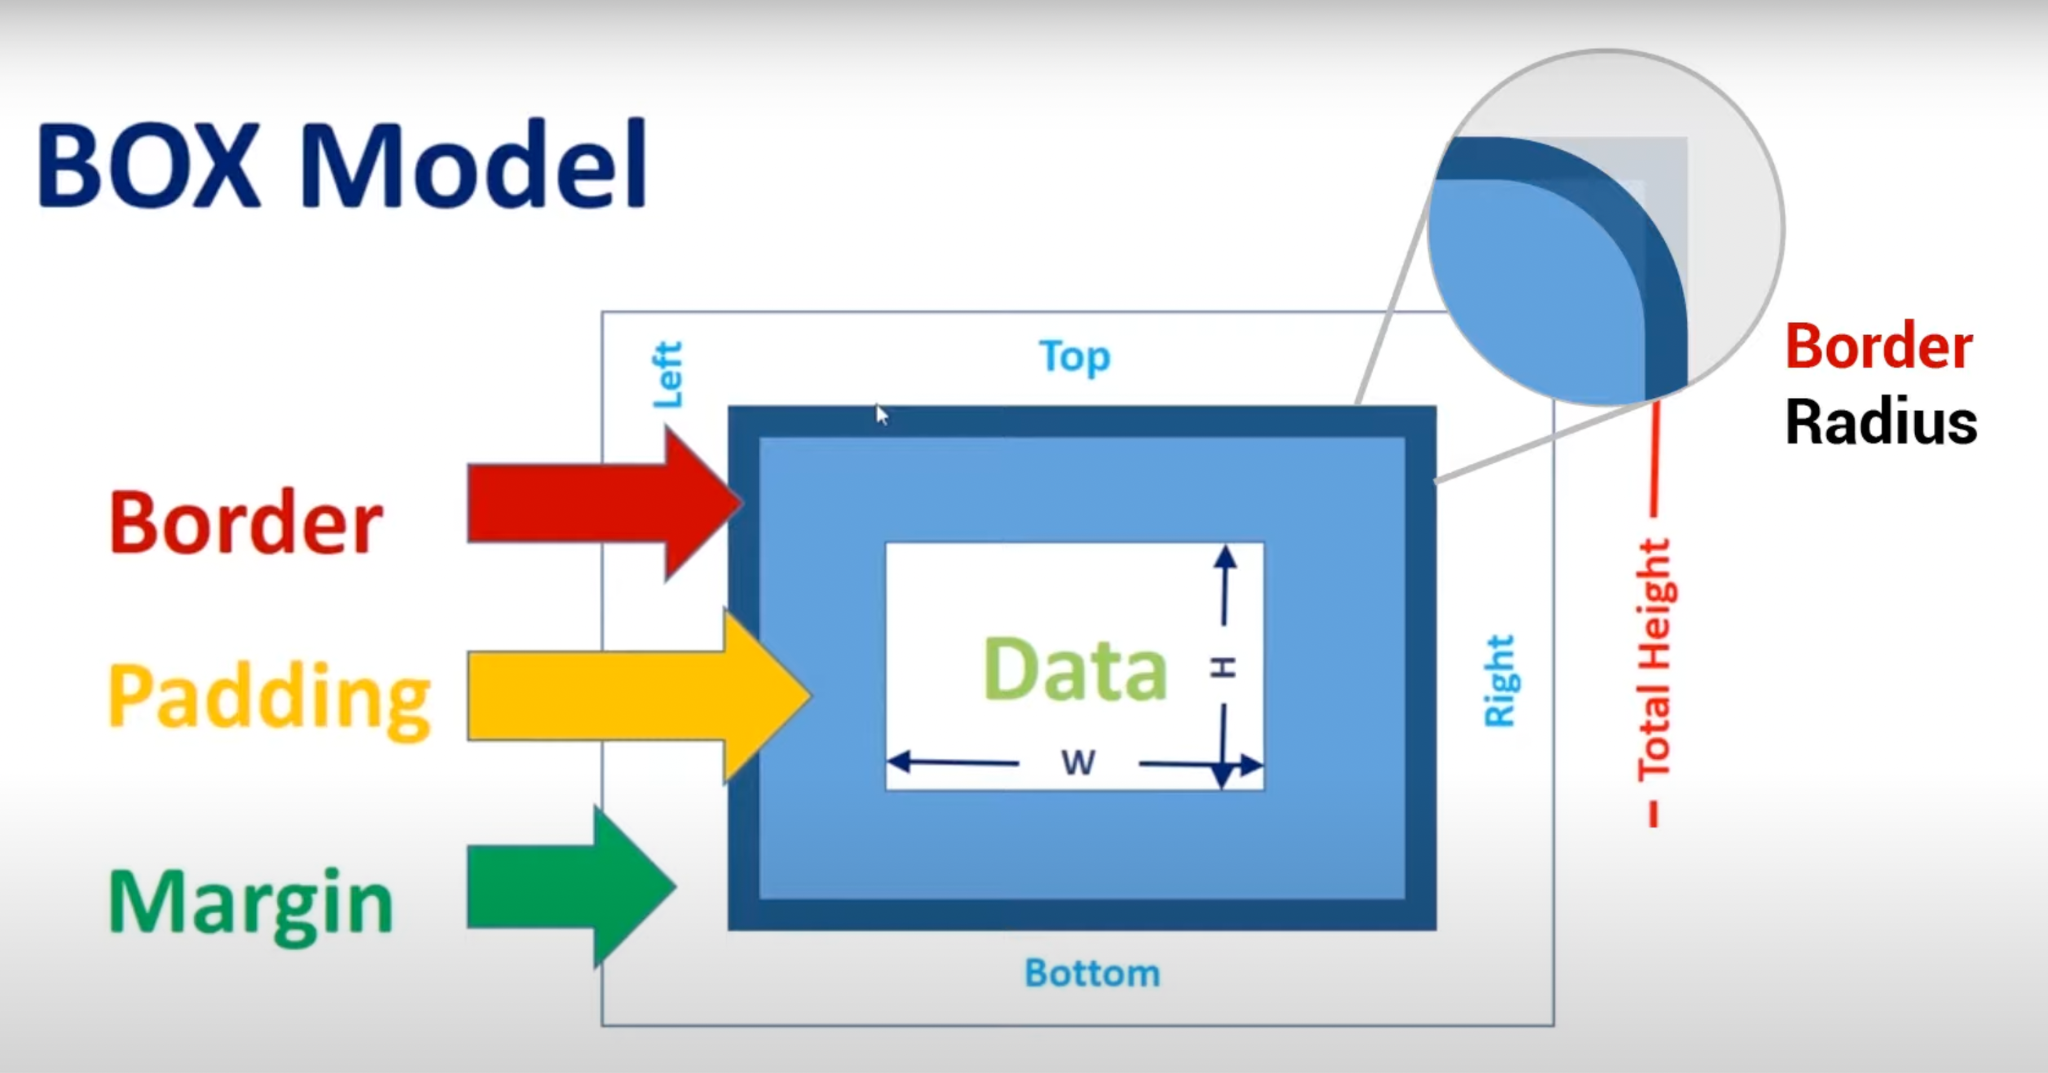 BOX Model
Border
Radius
Left
Top
Border
Padding
Margin
Data
H
W
Right
Total Height
Bottom